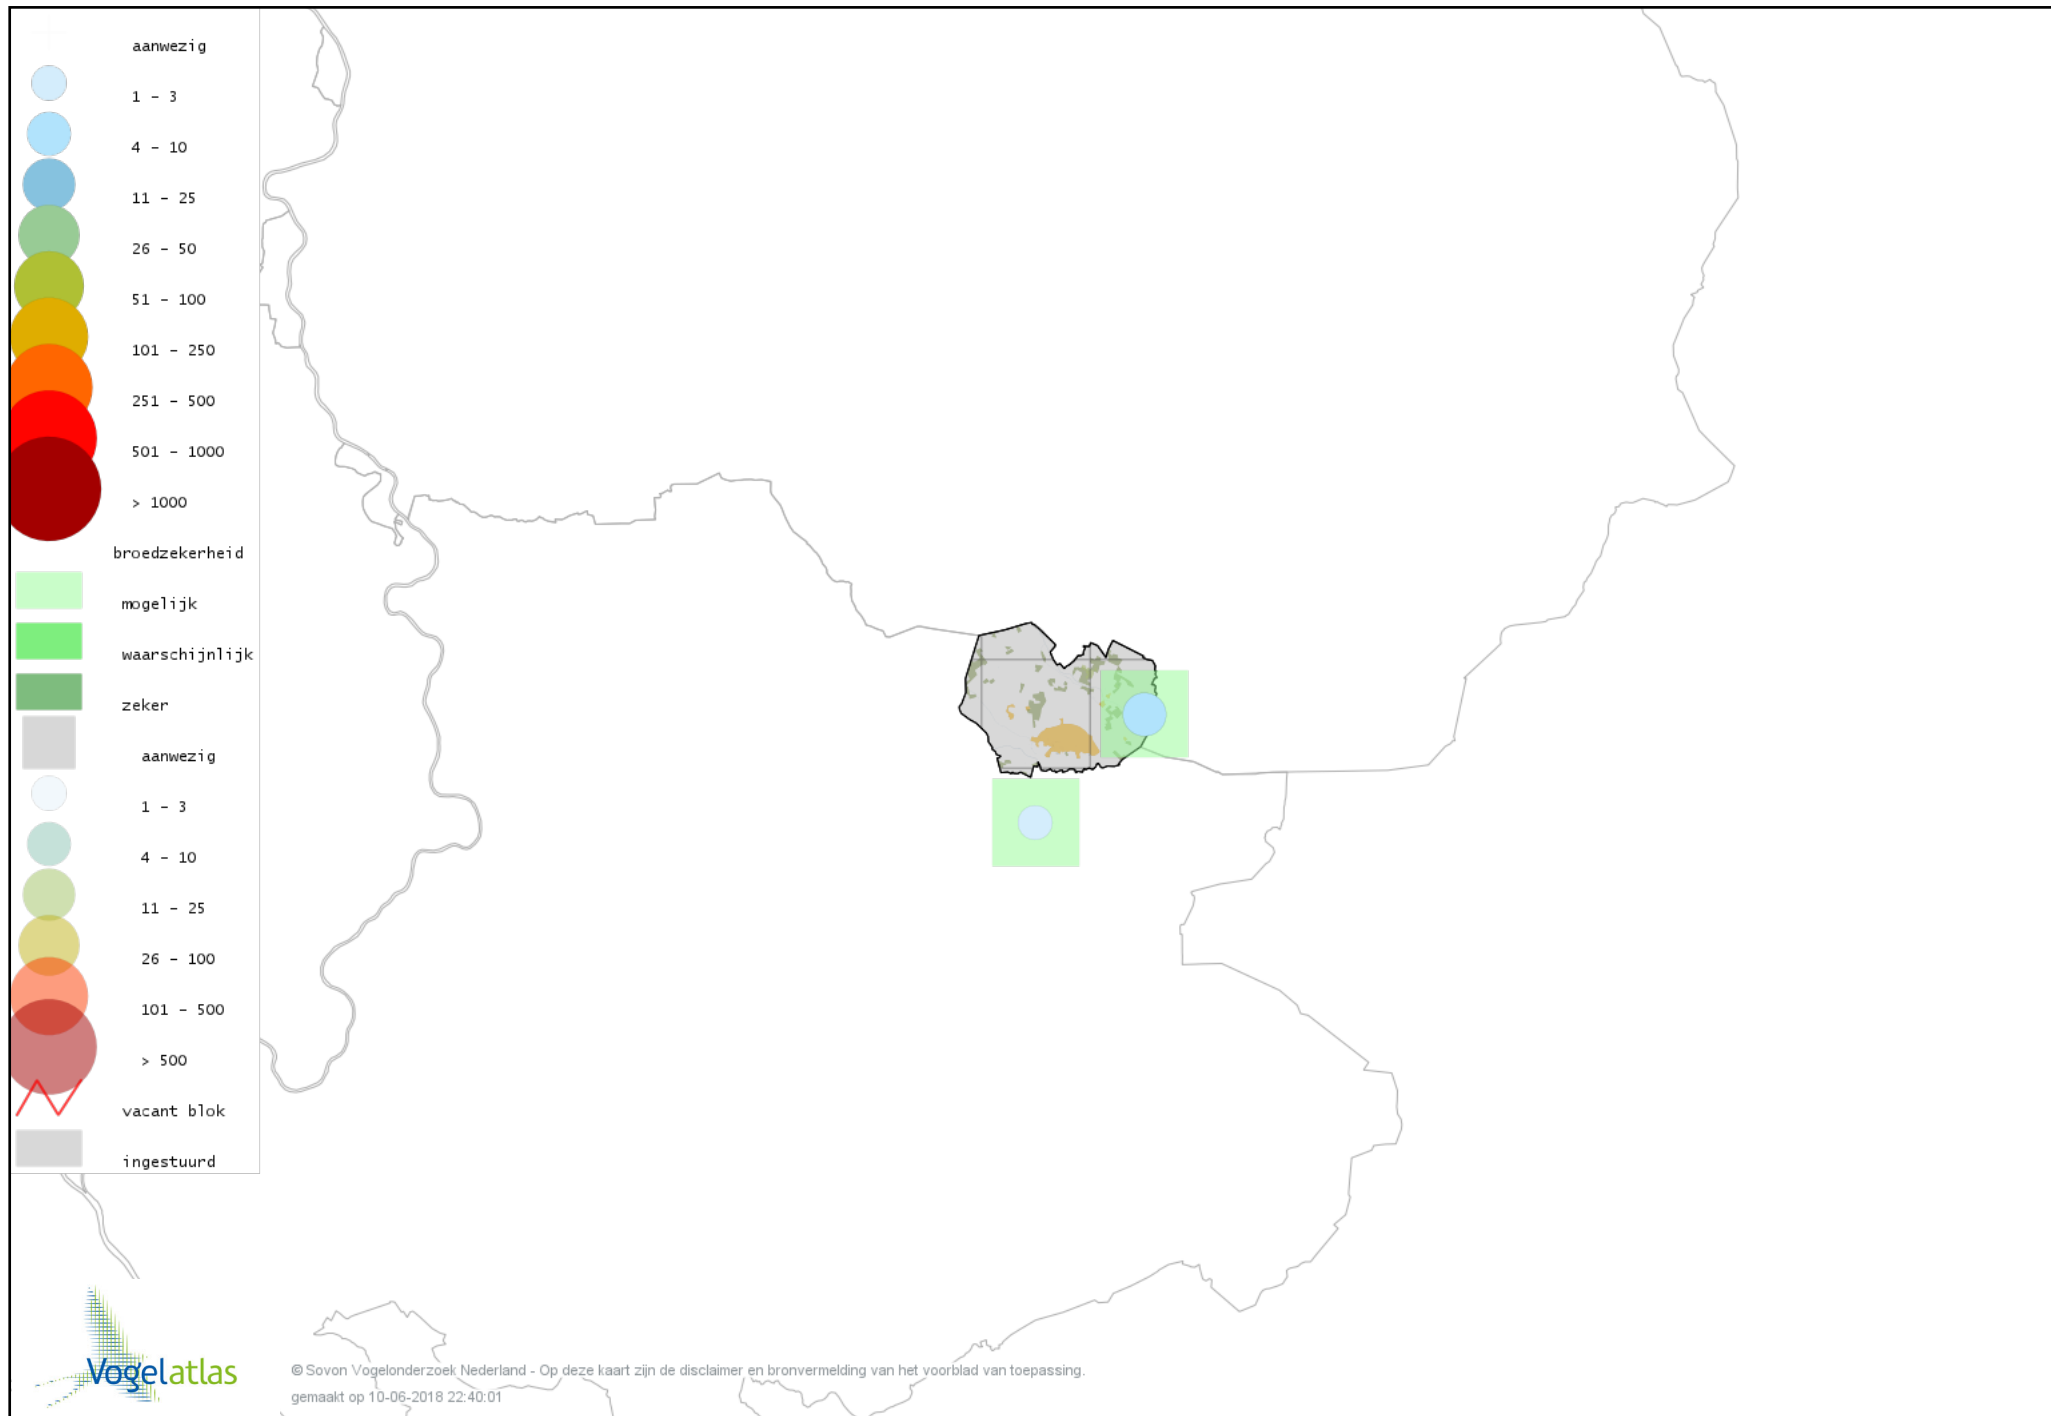 aanwezig
1 – 3
4 – 10
11 – 25
26 – 50
51 – 100
101 – 250
251 – 500
501 – 1000
> 1000
broedzekerheid
mogelijk
waarschijnlijk
zeker
aanwezig
1 – 3
4 – 10
11 – 25
26 – 100
101 – 500
> 500
vacant blok
ingestuurd
Vogelatlas
© Sovon Vogelonderzoek Nederland - Op deze kaart zijn de disclaimer en bronvermelding van het voorblad van toepassing.
gemaakt op 10-06-2018 22:40:01